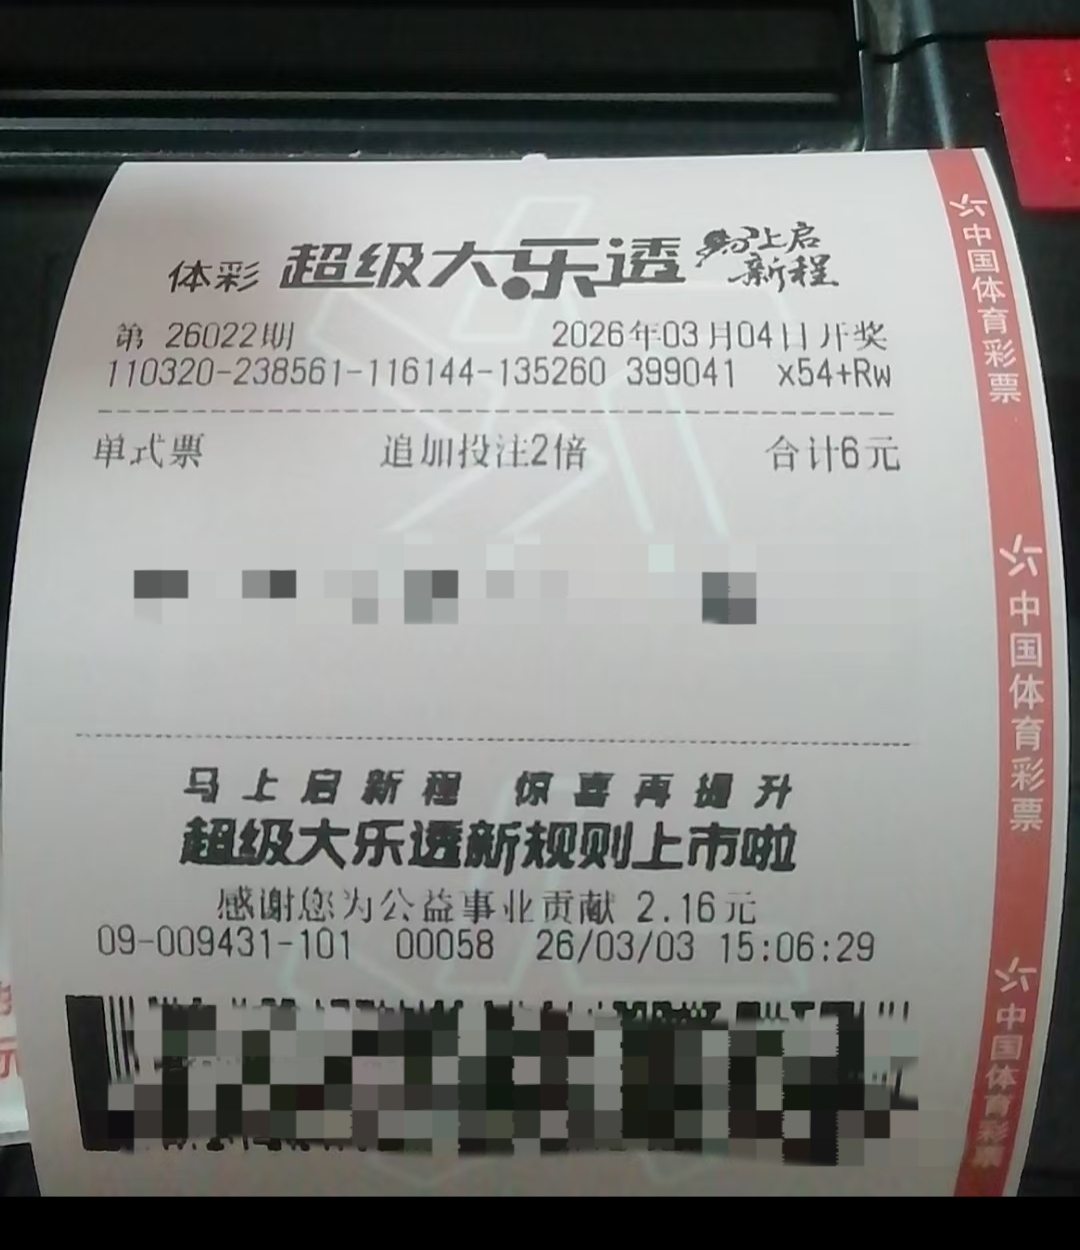 体彩 超级大乐透 马上启新程
第 26022期 2026年03月04日开奖
110320-238561-116144-135260 399041 x54+Rw
单式票 追加投注2倍 合计6元
马上启新程 惊喜再提升
超级大乐透新规则上市啦
感谢您为公益事业贡献 2.16元
09-009431-101 00058 26/03/03 15:06:29
中国体育彩票
中国体育彩票
中国体育彩票